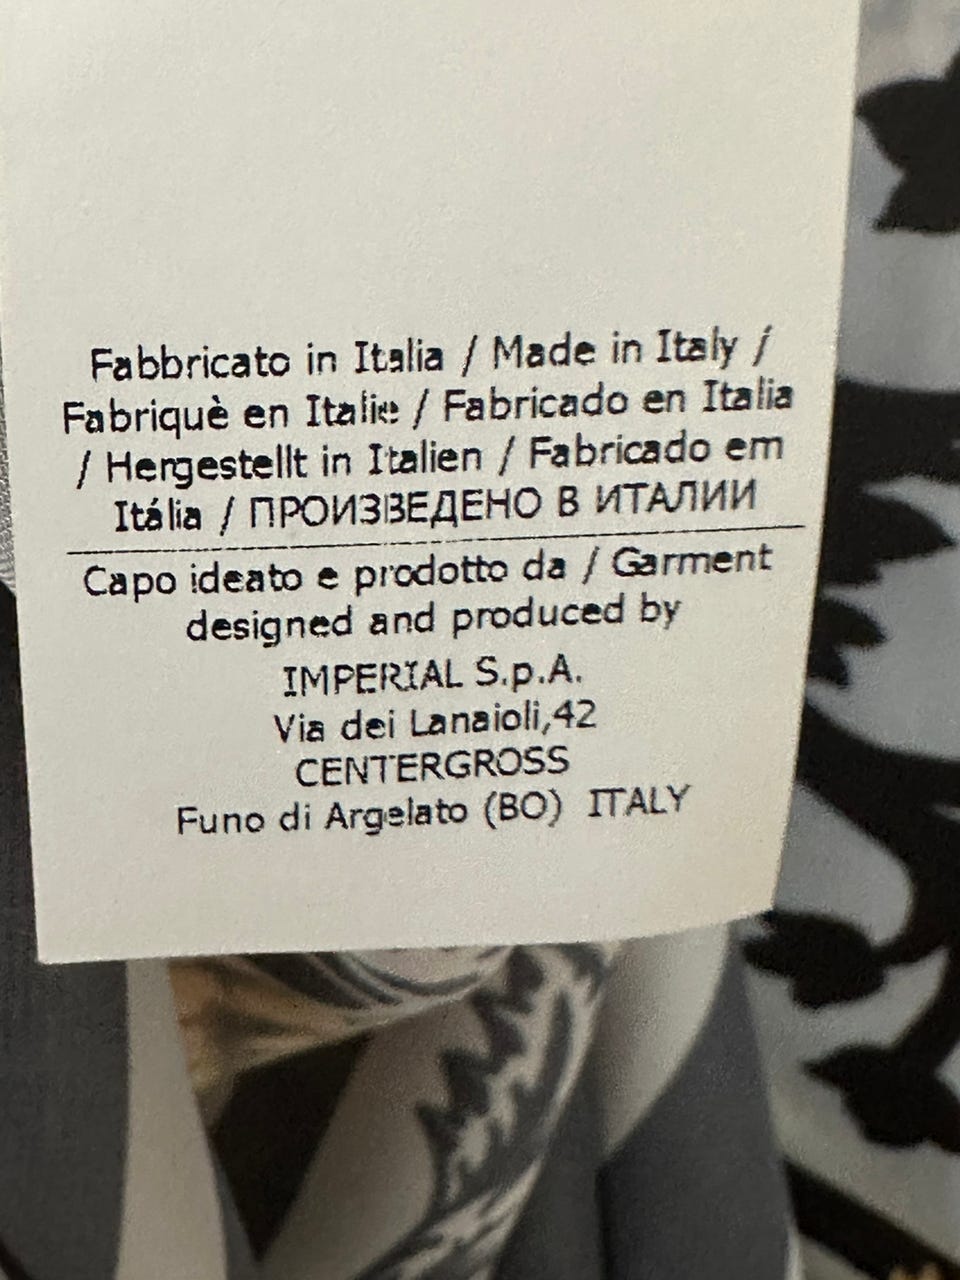 Fabbricato in Italia / Made in Italy /
Fabriquè en Italie / Fabricado en Italia
/ Hergestellt in Italien / Fabricado em
Itália / ПРОИЗВЕДЕНО В ИТАЛИИ
Capo ideato e prodotto da / Garment
designed and produced by
IMPERIAL S.p.A.
Via dei Lanaioli,42
CENTERGROSS
Funo di Argelato (BO) ITALY